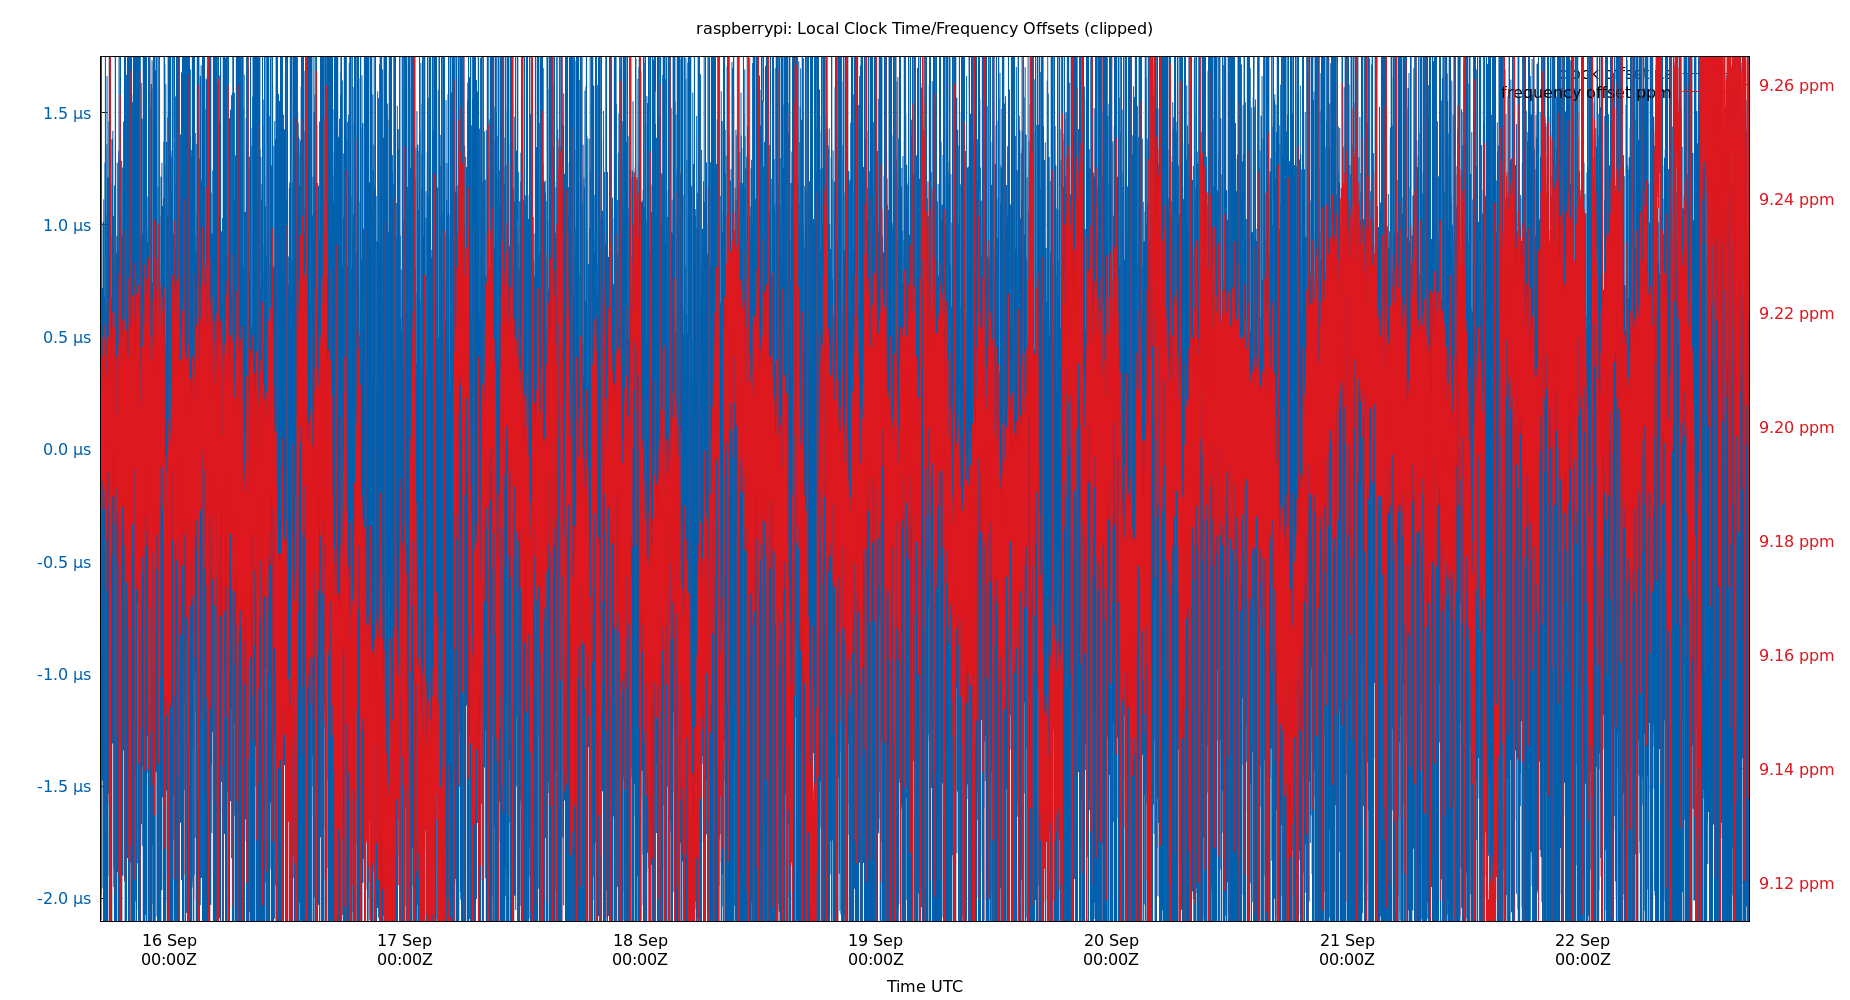 raspberrypi: Local Clock Time/Frequency Offsets (clipped)
clock offset
frequency offset ppm
1.5 µs
1.0 µs
0.5 µs
0.0 µs
-0.5 µs
-1.0 µs
-1.5 µs
-2.0 µs
9.26 ppm
9.24 ppm
9.22 ppm
9.20 ppm
9.18 ppm
9.16 ppm
9.14 ppm
9.12 ppm
16 Sep
00:00Z
17 Sep
00:00Z
18 Sep
00:00Z
19 Sep
00:00Z
20 Sep
00:00Z
21 Sep
00:00Z
22 Sep
00:00Z
Time UTC